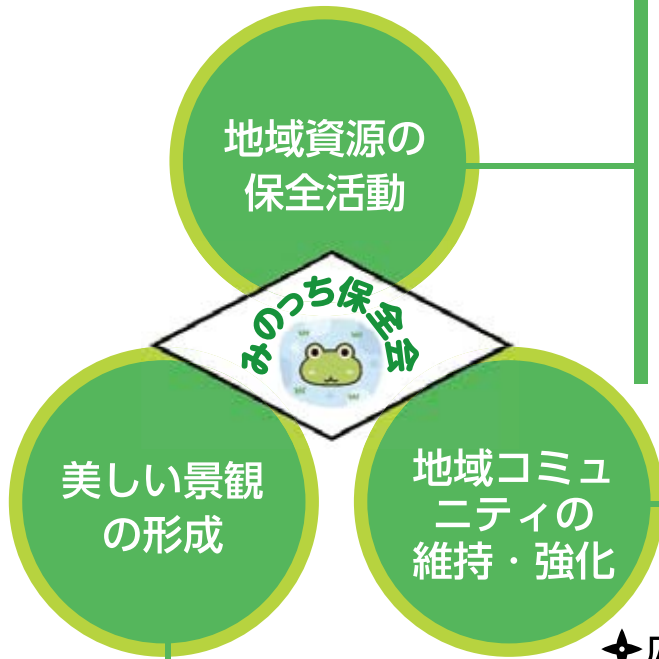 地域資源の
保全活動
みのっち保全会
美しい景観
の形成
地域コミュ
ニティの
維持・強化